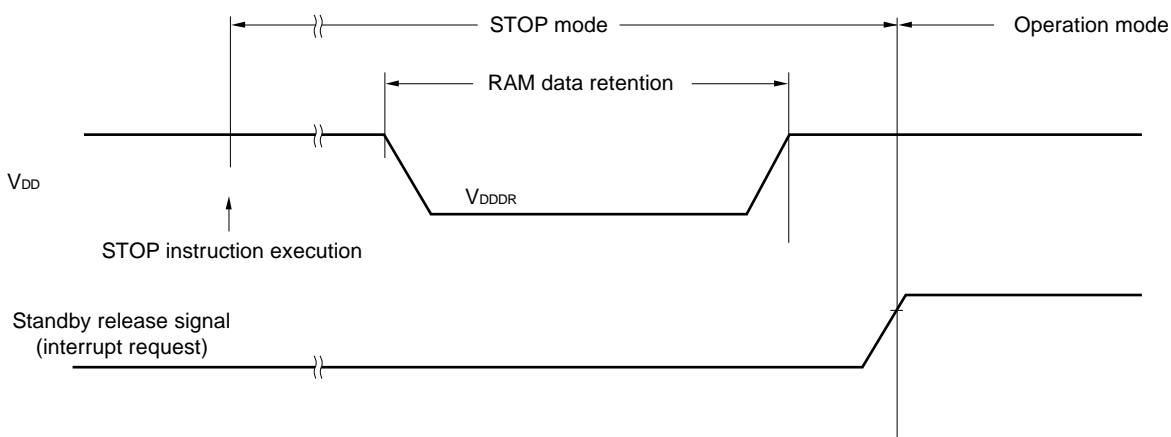 STOP mode
Operation mode
RAM data retention
VDD
VDDDR
STOP instruction execution
Standby release signal
(interrupt request)